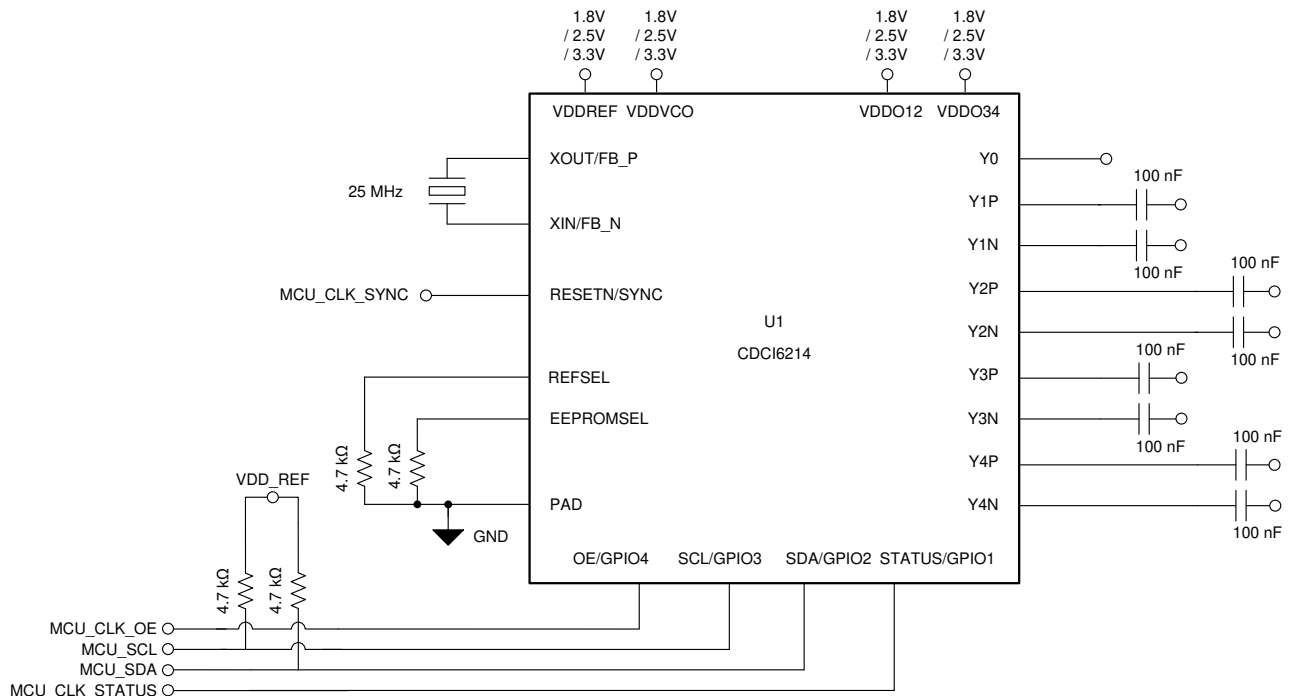 1.8V 1.8V 1.8V 1.8V
/ 2.5V / 2.5V / 2.5V / 2.5V
/ 3.3V / 3.3V / 3.3V / 3.3V
VDDREF VDDVCO VDDO12 VDDO34
XOUT/FB_P Y0
100 nF
25 MHz Y1P
XIN/FB_N Y1N
100 nF 100 nF
MCU_CLK_SYNC RESETN/SYNC Y2P
U1 Y2N
CDCI6214 100 nF 100 nF
REFSEL Y3P
EEPROMSEL Y3N
100 nF 100 nF
4.7 kΩ 4.7 kΩ Y4P
VDD_REF
PAD Y4N
GND 100 nF
OE/GPIO4 SCL/GPIO3 SDA/GPIO2 STATUS/GPIO1
4.7 kΩ 4.7 kΩ
MCU_CLK_OE
MCU_SCL
MCU_SDA
MCU_CLK_STATUS